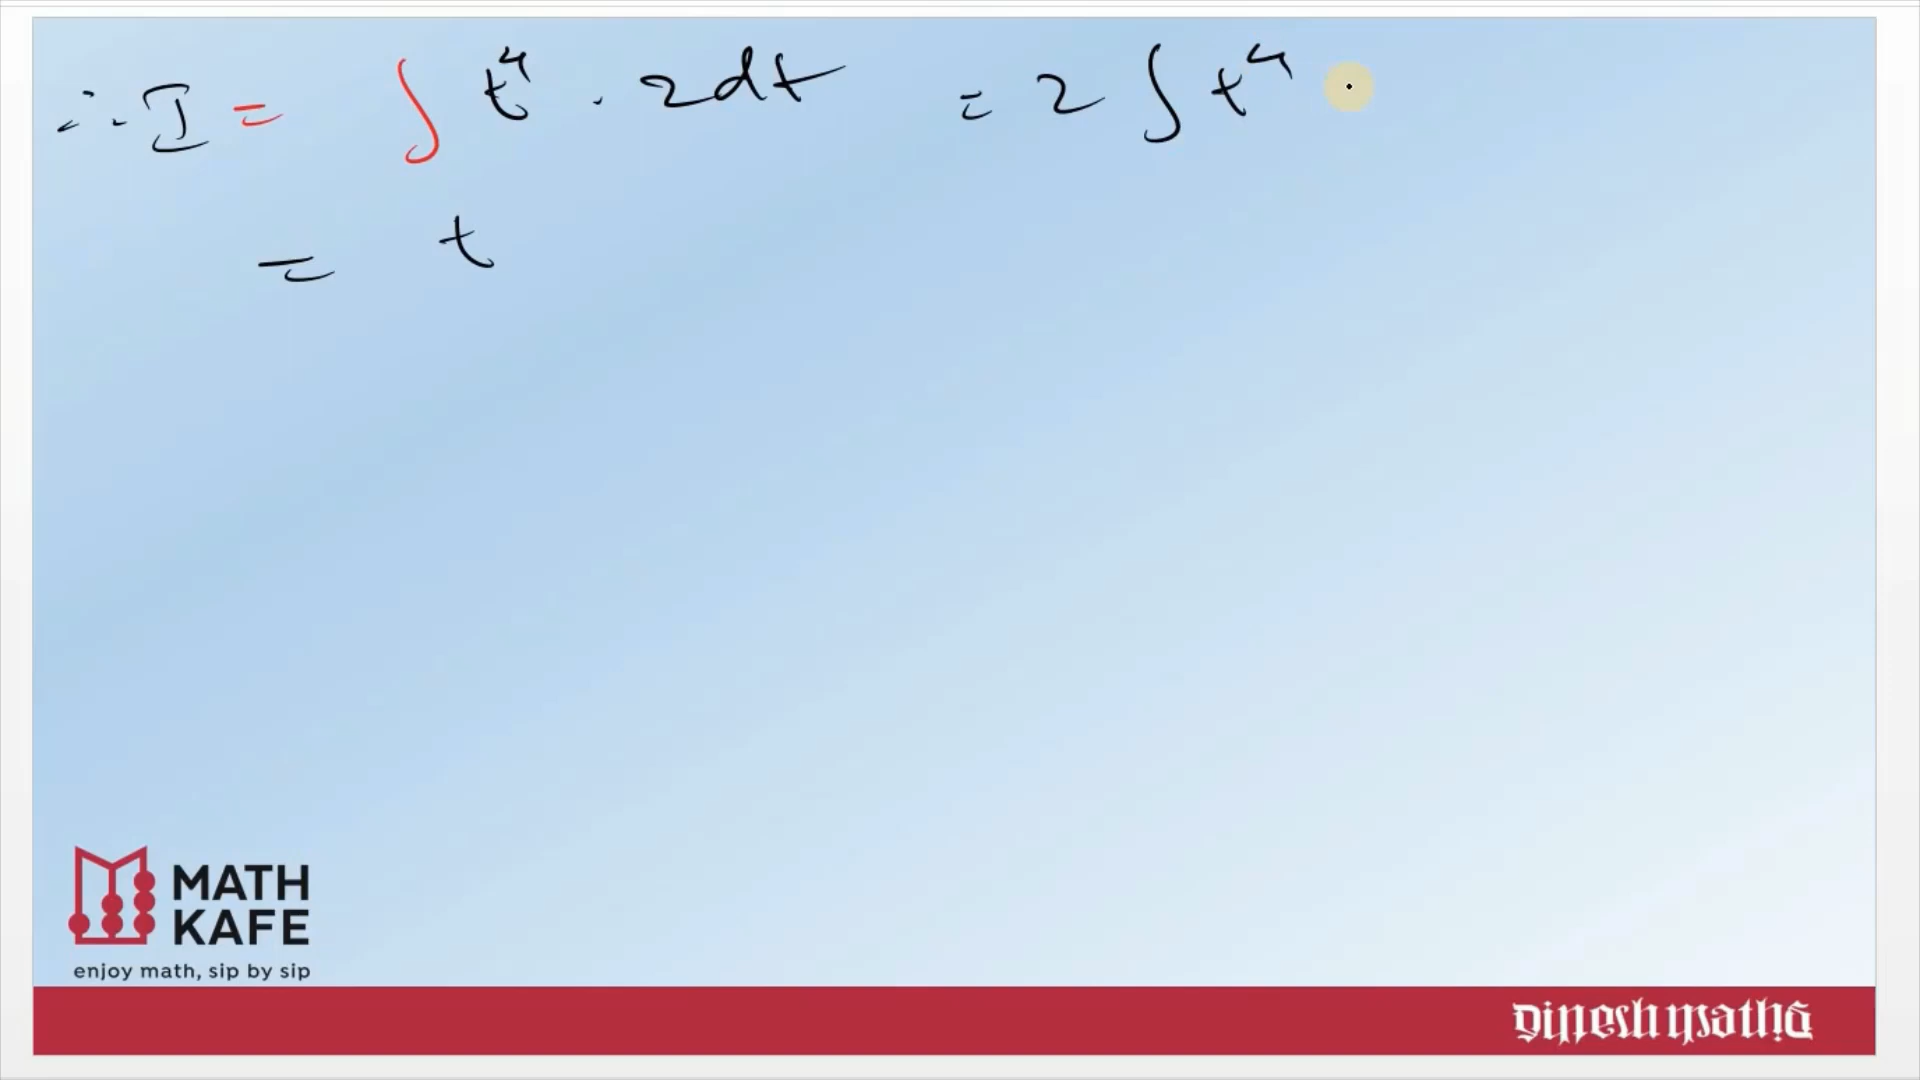 ∴ I = ∫ t⁴ . 2dt = 2 ∫ t⁴
= t
MATH
KAFE
enjoy math, sip by sip
Dinesh maths